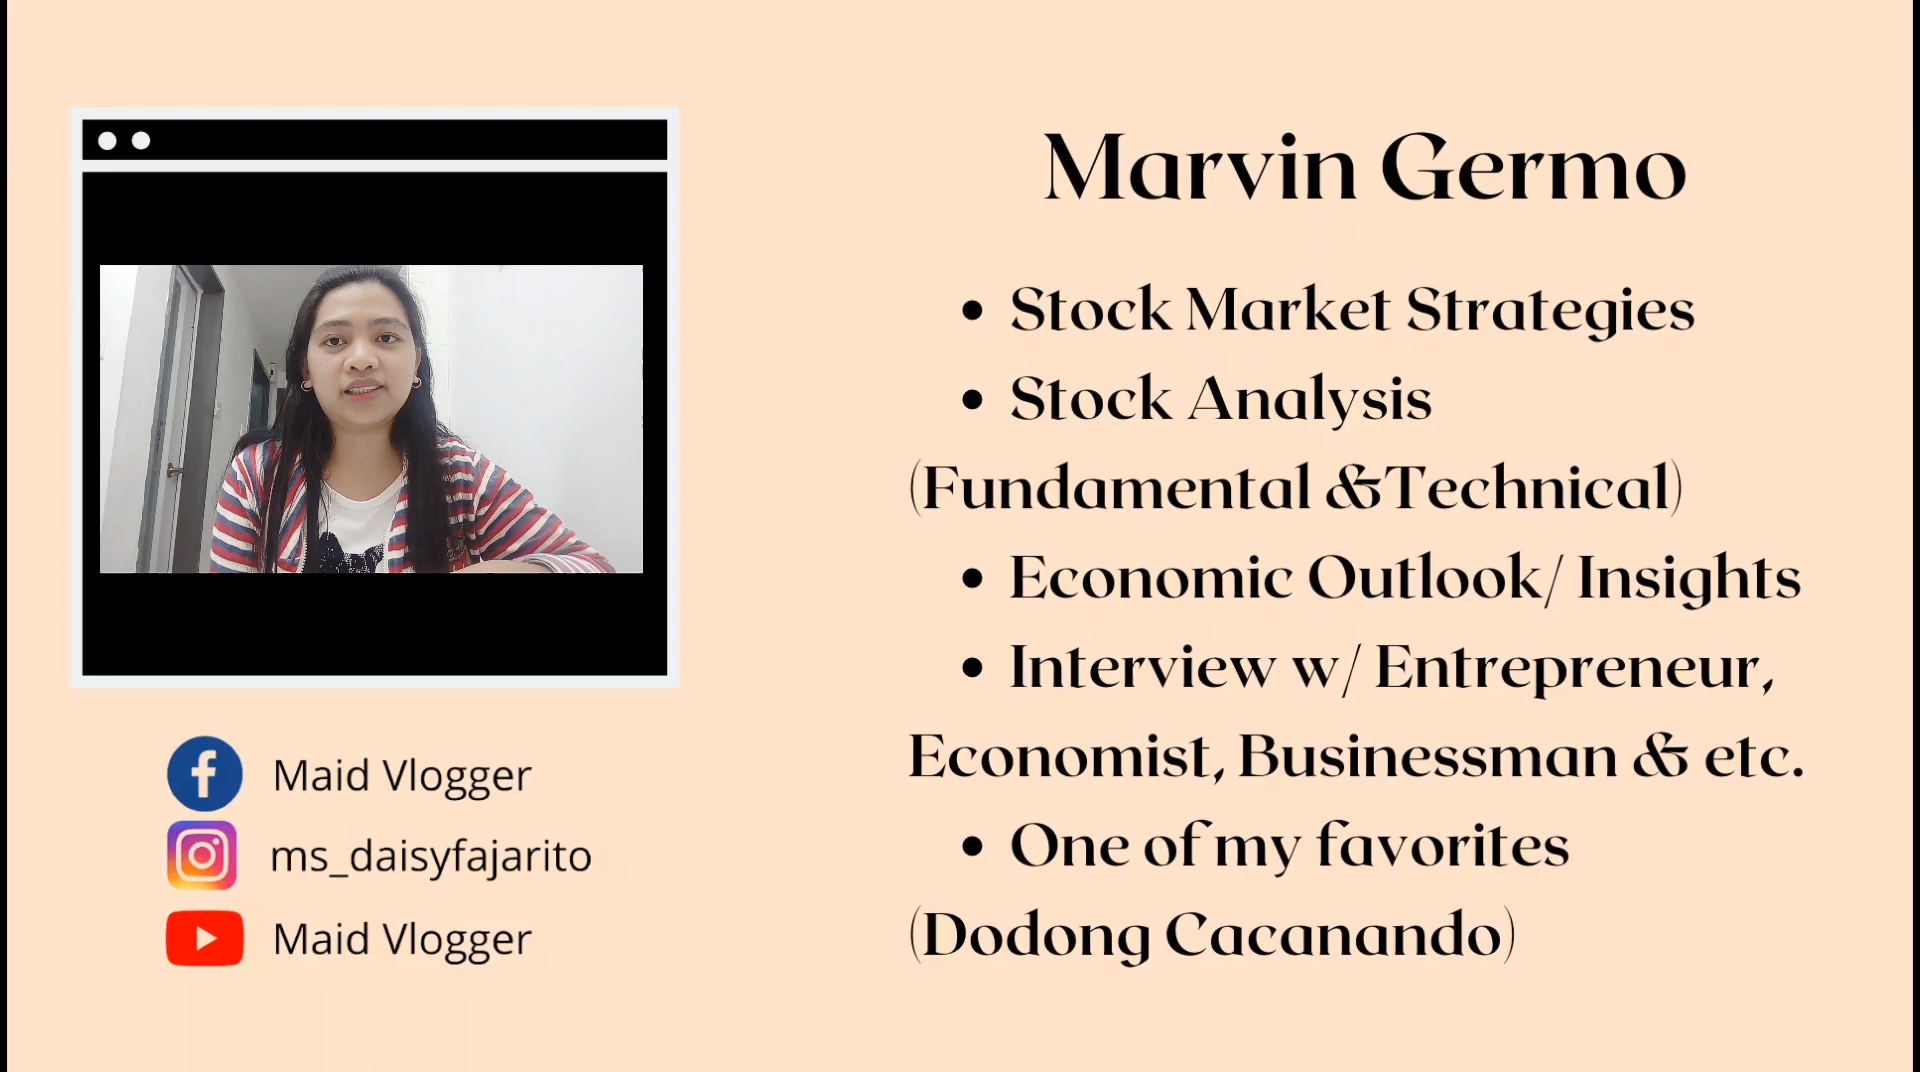 Marvin Germo
• Stock Market Strategies
• Stock Analysis
(Fundamental &Technical)
• Economic Outlook/ Insights
• Interview w/ Entrepreneur,
Economist, Businessman & etc.
• One of my favorites
(Dodong Cacanando)
Maid Vlogger
ms_daisyfajarito
Maid Vlogger